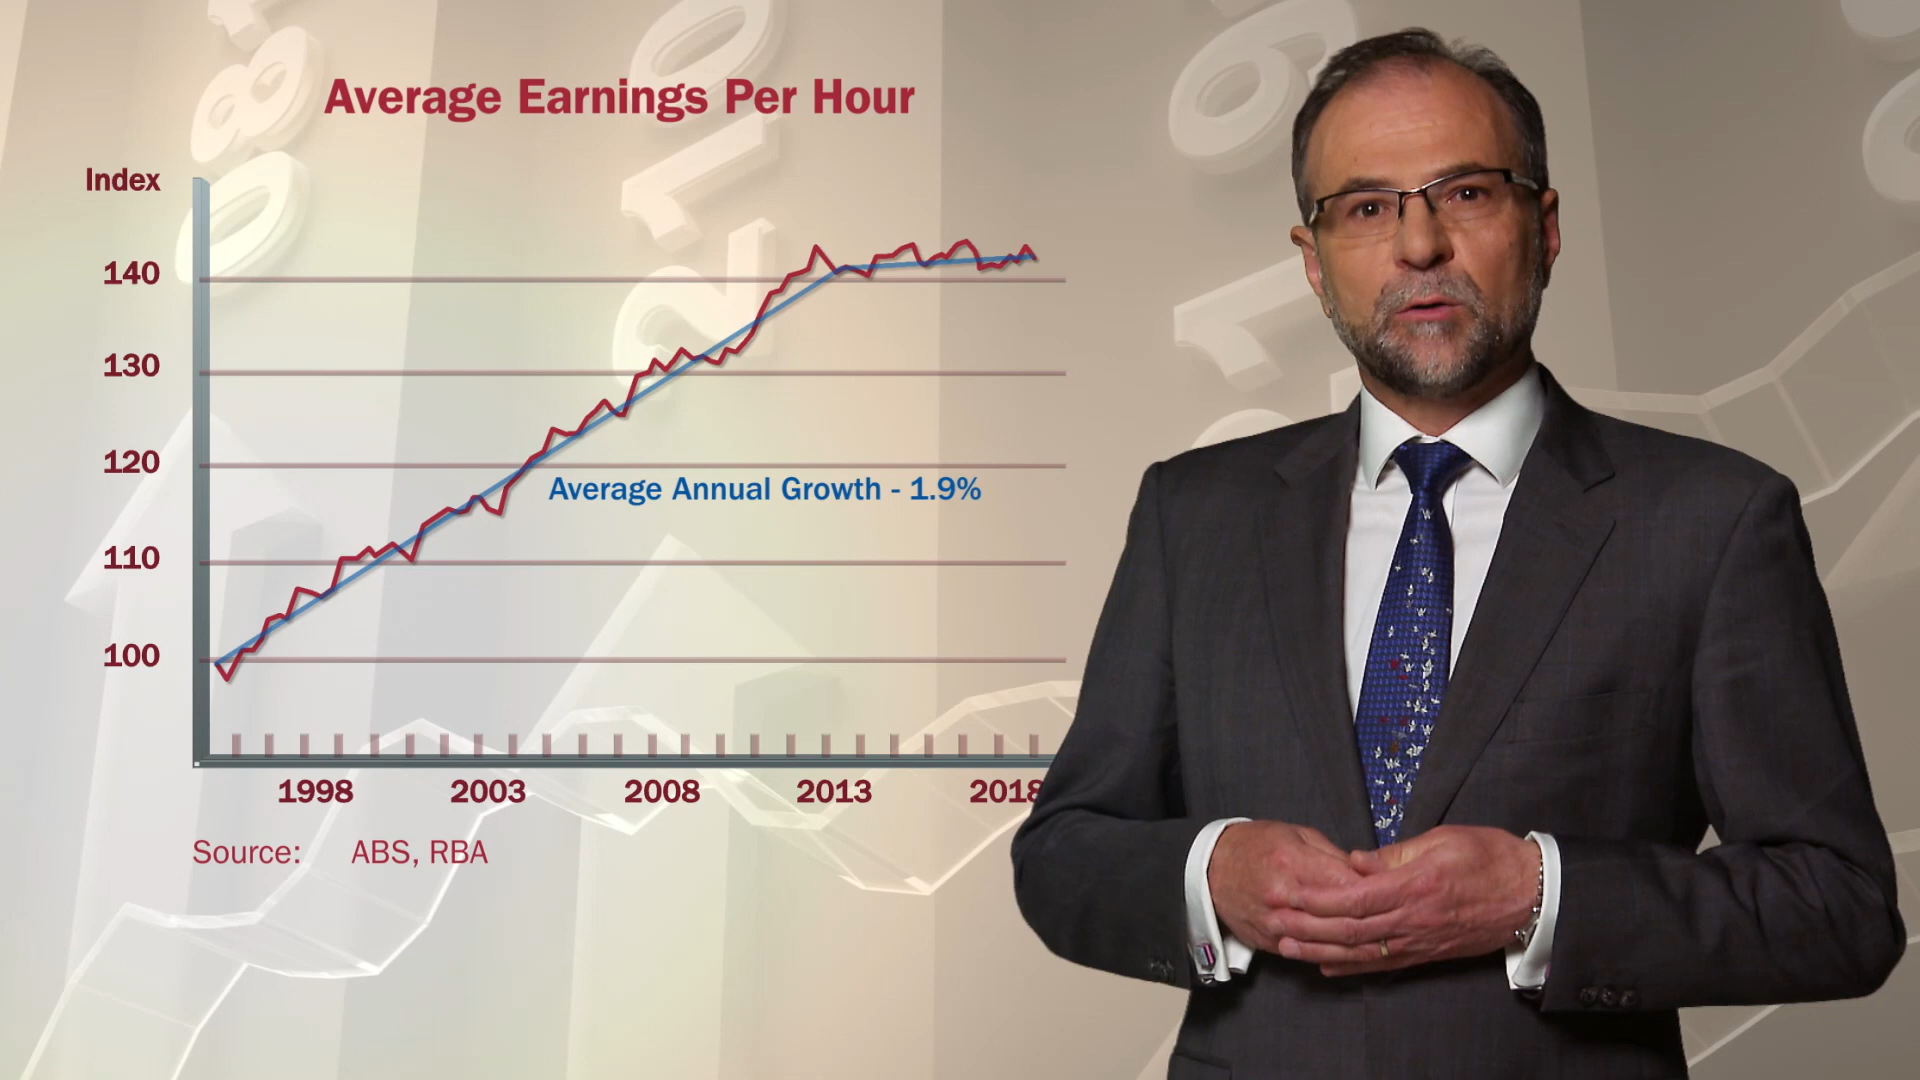 Average Earnings Per Hour
Index
140
130
120
Average Annual Growth - 1.9%
110
100
1998 2003 2008 2013 2018
Source: ABS, RBA